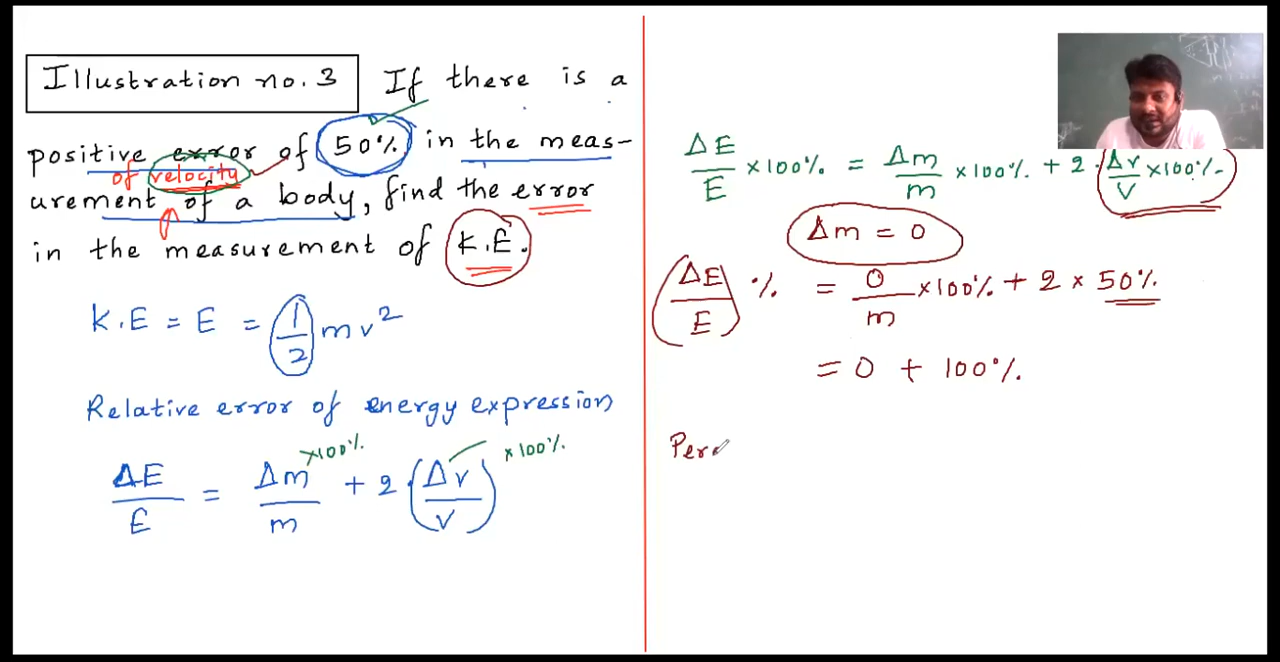 Illustration no. 3 If there is a
positive error of 50% in the meas-
of velocity
urement of a body, find the error
in the measurement of K.E.
K.E = E = 1/2 mv²
Relative error of energy expression
ΔE/E = Δm/m ×100% + 2 (Δv/v) ×100%
ΔE/E ×100% = Δm/m ×100% + 2 · Δv/v ×100%
Δm = 0
(ΔE/E) · % = 0/m ×100% + 2 × 50%
= 0 + 100%
Per